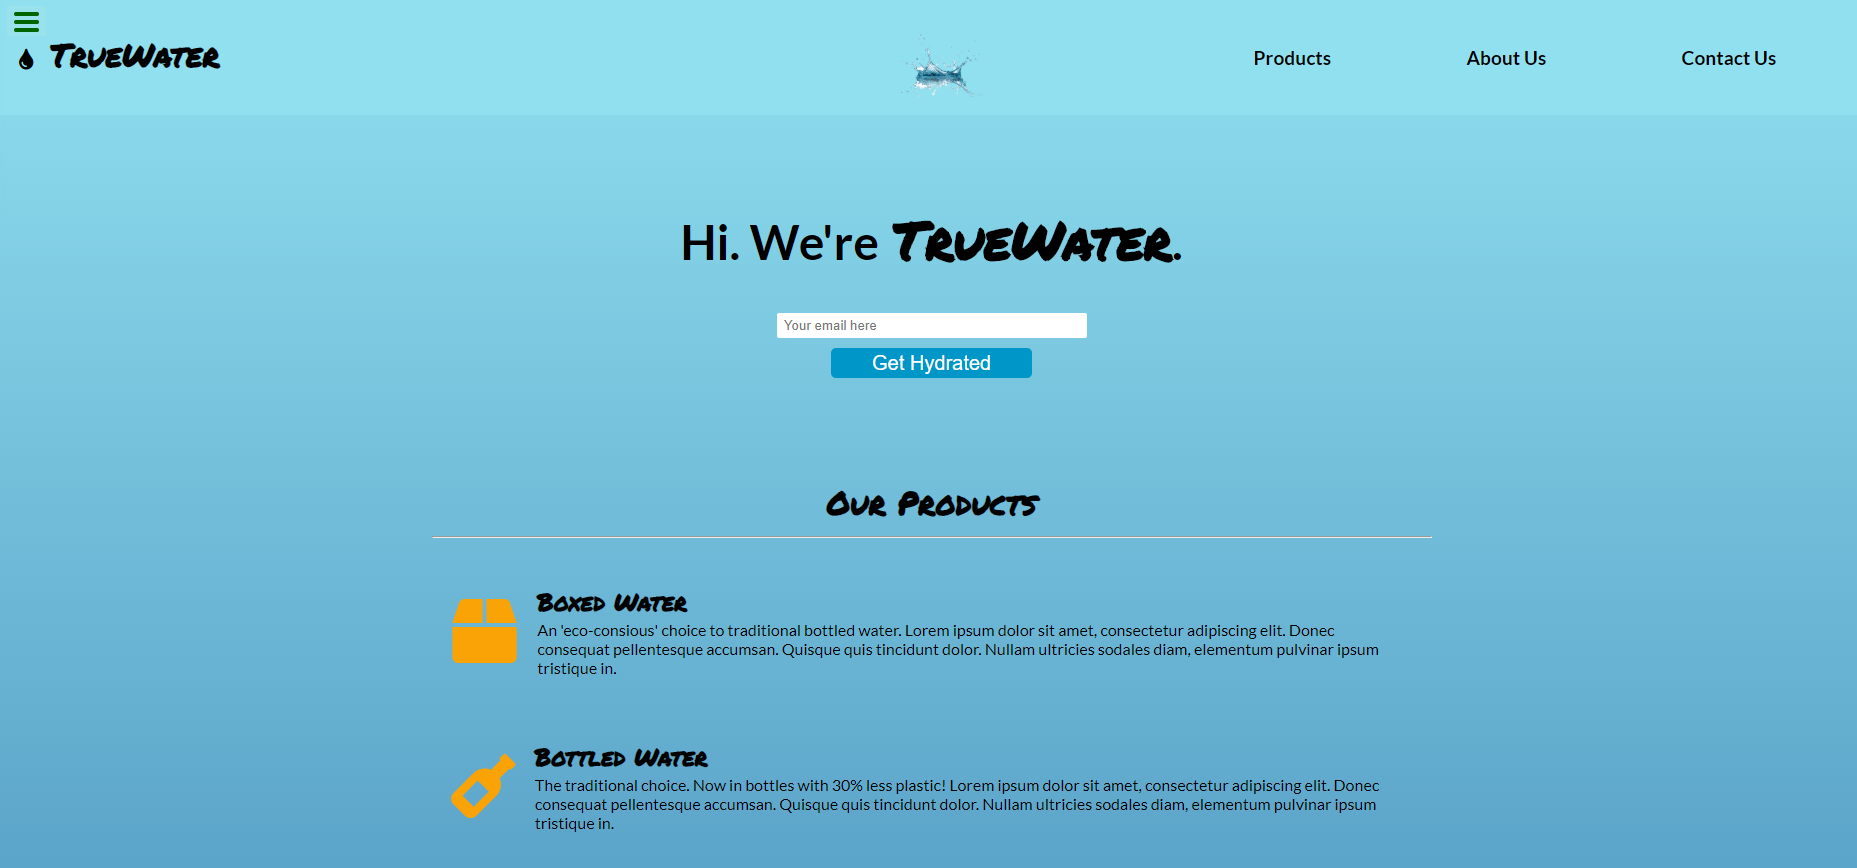 TrueWater
Products
About Us
Contact Us
Hi. We're TrueWater.
Your email here
Get Hydrated
Our Products
Boxed Water
An 'eco-consious' choice to traditional bottled water. Lorem ipsum dolor sit amet, consectetur adipiscing elit. Donec
consequat pellentesque accumsan. Quisque quis tincidunt dolor. Nullam ultricies sodales diam, elementum pulvinar ipsum
tristique in.
Bottled Water
The traditional choice. Now in bottles with 30% less plastic! Lorem ipsum dolor sit amet, consectetur adipiscing elit. Donec
consequat pellentesque accumsan. Quisque quis tincidunt dolor. Nullam ultricies sodales diam, elementum pulvinar ipsum
tristique in.